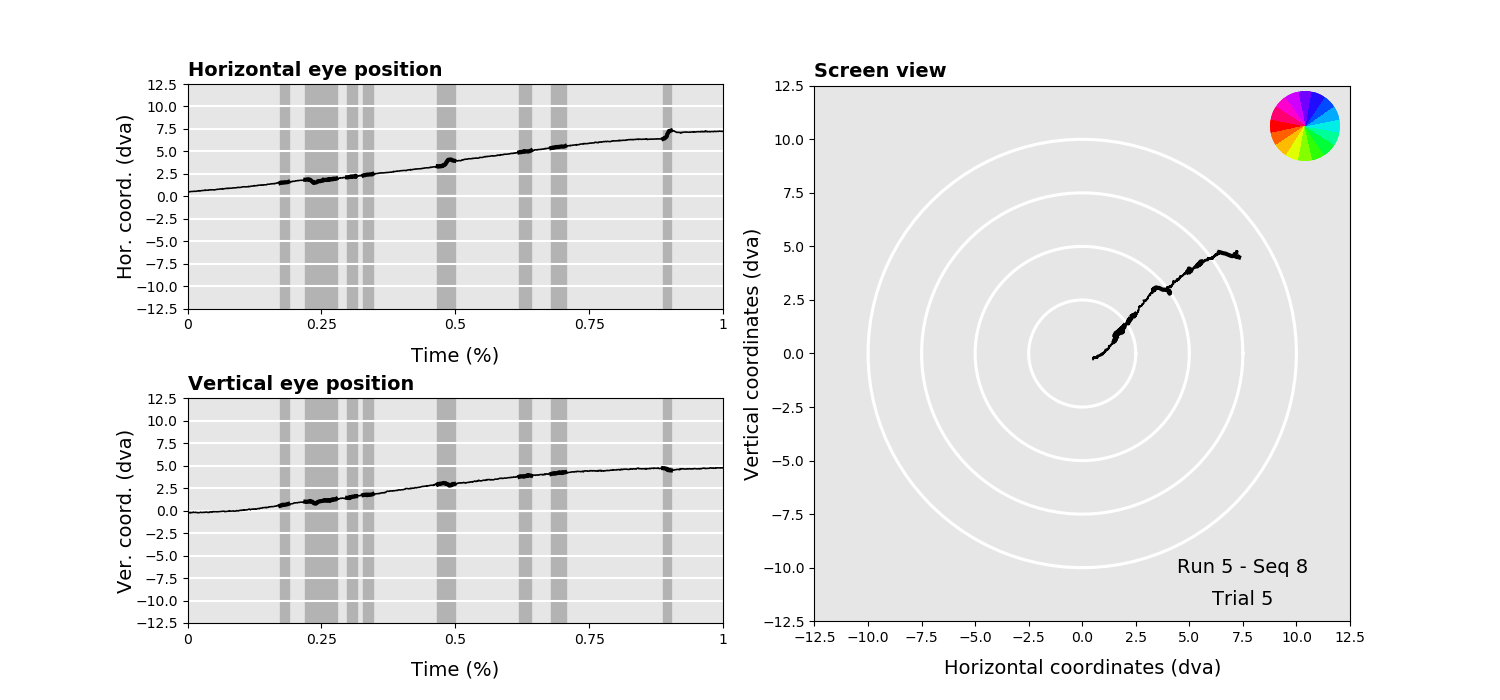 Horizontal eye position
Hor. coord. (dva)
12.5
10.0
7.5
5.0
2.5
0.0
−2.5
−5.0
−7.5
−10.0
−12.5
0 0.25 0.5 0.75 1
Time (%)
Vertical eye position
Ver. coord. (dva)
12.5
10.0
7.5
5.0
2.5
0.0
−2.5
−5.0
−7.5
−10.0
−12.5
0 0.25 0.5 0.75 1
Time (%)
Screen view
Vertical coordinates (dva)
12.5
10.0
7.5
5.0
2.5
0.0
−2.5
−5.0
−7.5
−10.0
−12.5
Run 5 - Seq 8
Trial 5
−12.5 −10.0 −7.5 −5.0 −2.5 0.0 2.5 5.0 7.5 10.0 12.5
Horizontal coordinates (dva)